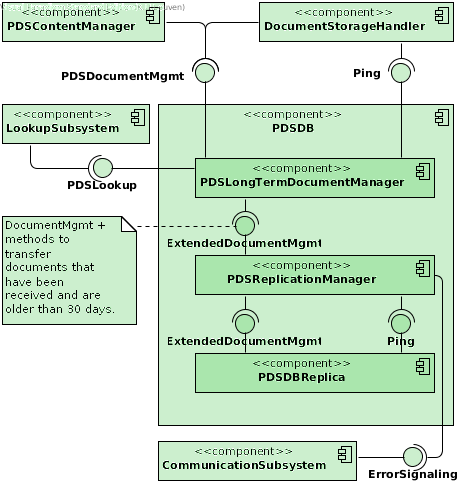 <<component>>
PDSContentManager
<<component>>
DocumentStorageHandler
PDSDocumentMgmt
Ping
<<component>>
LookupSubsystem
<<component>>
PDSDB
<<component>>
PDSLongTermDocumentManager
PDSLookup
DocumentMgmt +
methods to
transfer
documents that
have been
received and are
older than 30 days.
ExtendedDocumentMgmt
<<component>>
PDSReplicationManager
ExtendedDocumentMgmt
Ping
<<component>>
PDSDBReplica
<<component>>
CommunicationSubsystem
ErrorSignaling